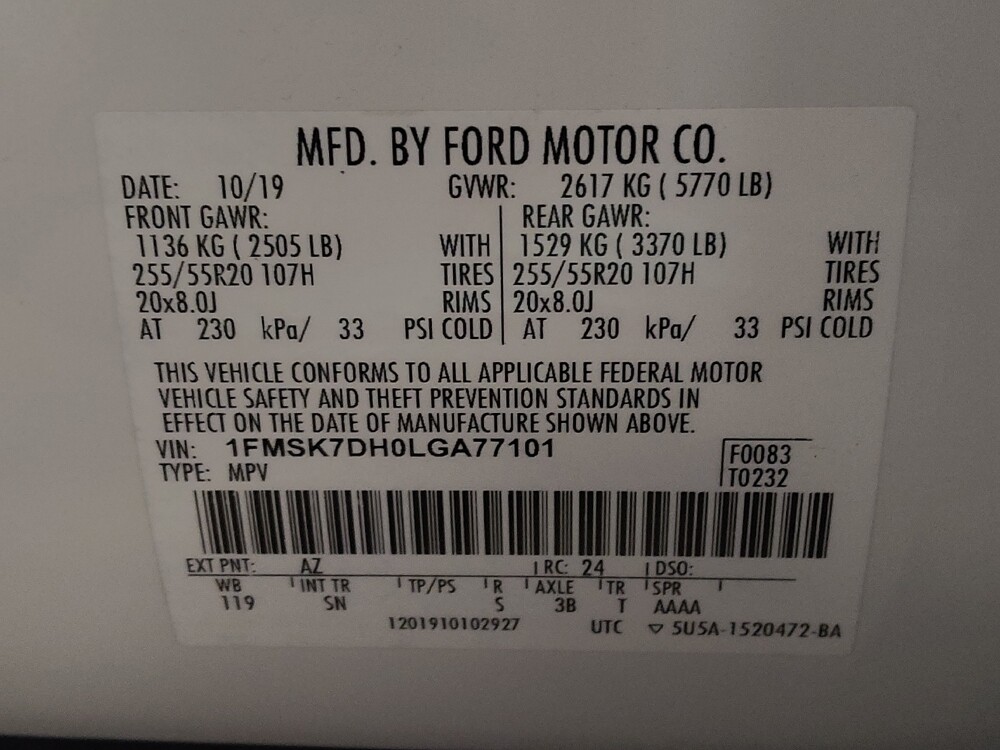 MFD. BY FORD MOTOR CO.
DATE: 10/19 GVWR: 2617 KG ( 5770 LB)
FRONT GAWR: REAR GAWR:
1136 KG ( 2505 LB) WITH 1529 KG ( 3370 LB) WITH
255/55R20 107H TIRES 255/55R20 107H TIRES
20x8.0J RIMS 20x8.0J RIMS
AT 230 kPa/ 33 PSI COLD AT 230 kPa/ 33 PSI COLD
THIS VEHICLE CONFORMS TO ALL APPLICABLE FEDERAL MOTOR
VEHICLE SAFETY AND THEFT PREVENTION STANDARDS IN
EFFECT ON THE DATE OF MANUFACTURE SHOWN ABOVE.
VIN: 1FMSK7DH0LGA77101 F0083
TYPE: MPV T0232
EXT PNT: AZ RC: 24 DSO:
WB INT TR TP/PS R AXLE TR SPR
119 SN S 3B T AAAA
1201910102927 UTC ▽ 5U5A-1520472-BA